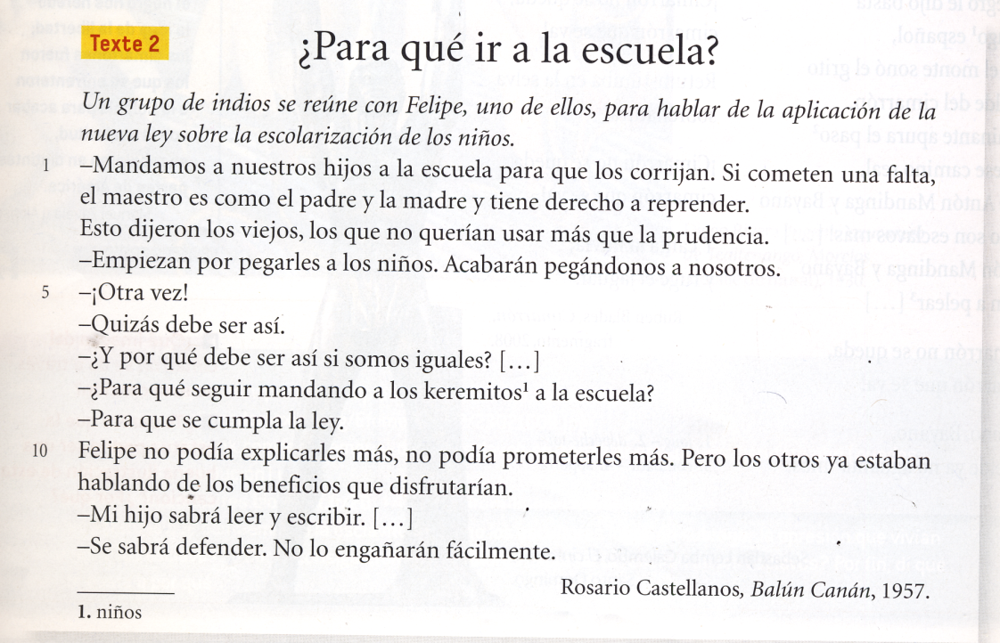 Texte 2
¿Para qué ir a la escuela?
Un grupo de indios se reúne con Felipe, uno de ellos, para hablar de la aplicación de la
nueva ley sobre la escolarización de los niños.
1 –Mandamos a nuestros hijos a la escuela para que los corrijan. Si cometen una falta,
el maestro es como el padre y la madre y tiene derecho a reprender.
Esto dijeron los viejos, los que no querían usar más que la prudencia.
–Empiezan por pegarles a los niños. Acabarán pegándonos a nosotros.
5 –¡Otra vez!
–Quizás debe ser así.
–¿Y por qué debe ser así si somos iguales? [...]
–¿Para qué seguir mandando a los keremitos¹ a la escuela?
–Para que se cumpla la ley.
10 Felipe no podía explicarles más, no podía prometerles más. Pero los otros ya estaban
hablando de los beneficios que disfrutarían.
–Mi hijo sabrá leer y escribir. [...]
–Se sabrá defender. No lo engañarán fácilmente.
Rosario Castellanos, Balún Canán, 1957.
1. niños